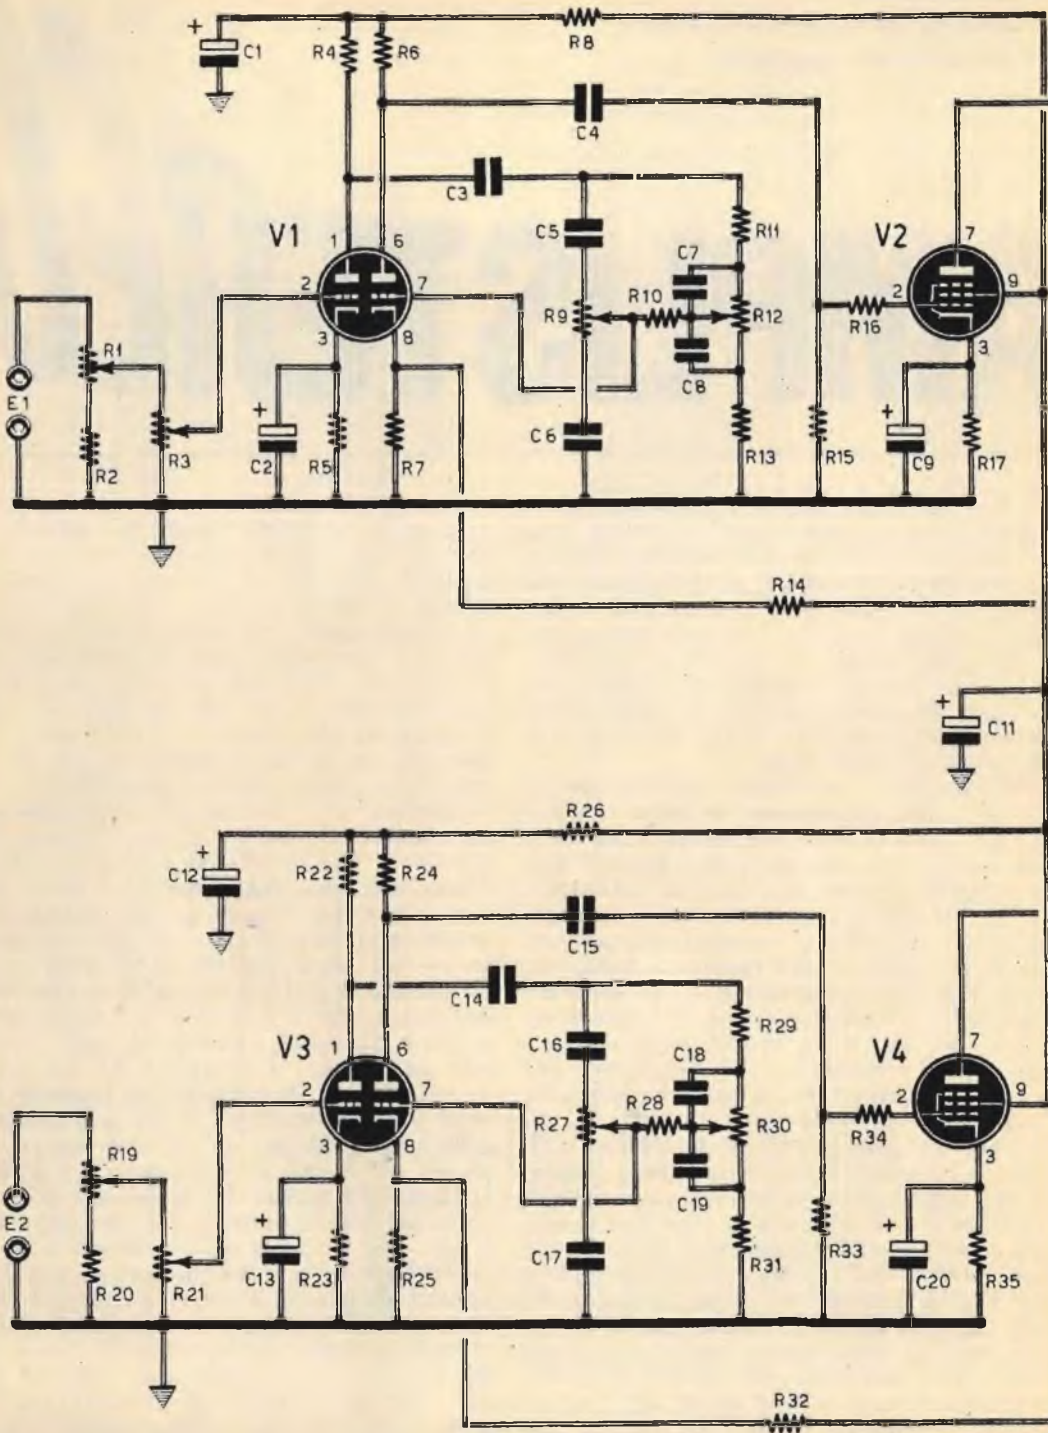 +
C1
R4
R6
R8
C4
C3
V1
1
6
2
7
3
8
C5
R11
C7
R10
R9
R12
C8
V2
7
2
9
R16
3
E1
R1
R2
R3
+
C2
R5
R7
C6
R13
R15
+
C9
R17
R14
+
C11
R26
+
C12
R22
R24
C15
C14
V3
1
6
2
7
3
8
C16
R29
C18
R28
R27
R30
C19
V4
7
2
9
R34
3
E2
R19
R20
R21
+
C13
R23
R25
C17
R31
R33
+
C20
R35
R32